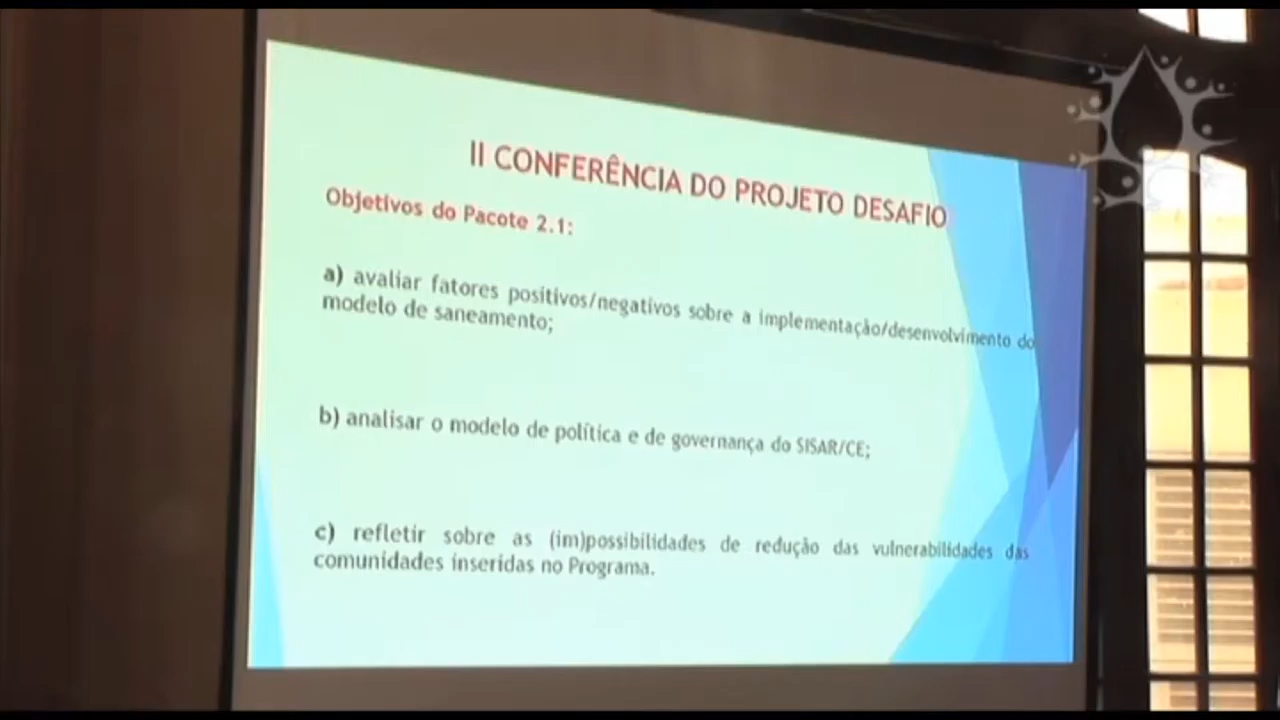 II CONFERÊNCIA DO PROJETO DESAFIO
Objetivos do Pacote 2.1:
a) avaliar fatores positivos/negativos sobre a implementação/desenvolvimento do
modelo de saneamento;
b) analisar o modelo de política e de governança do SISAR/CE;
c) refletir sobre as (im)possibilidades de redução das vulnerabilidades das
comunidades inseridas no Programa.